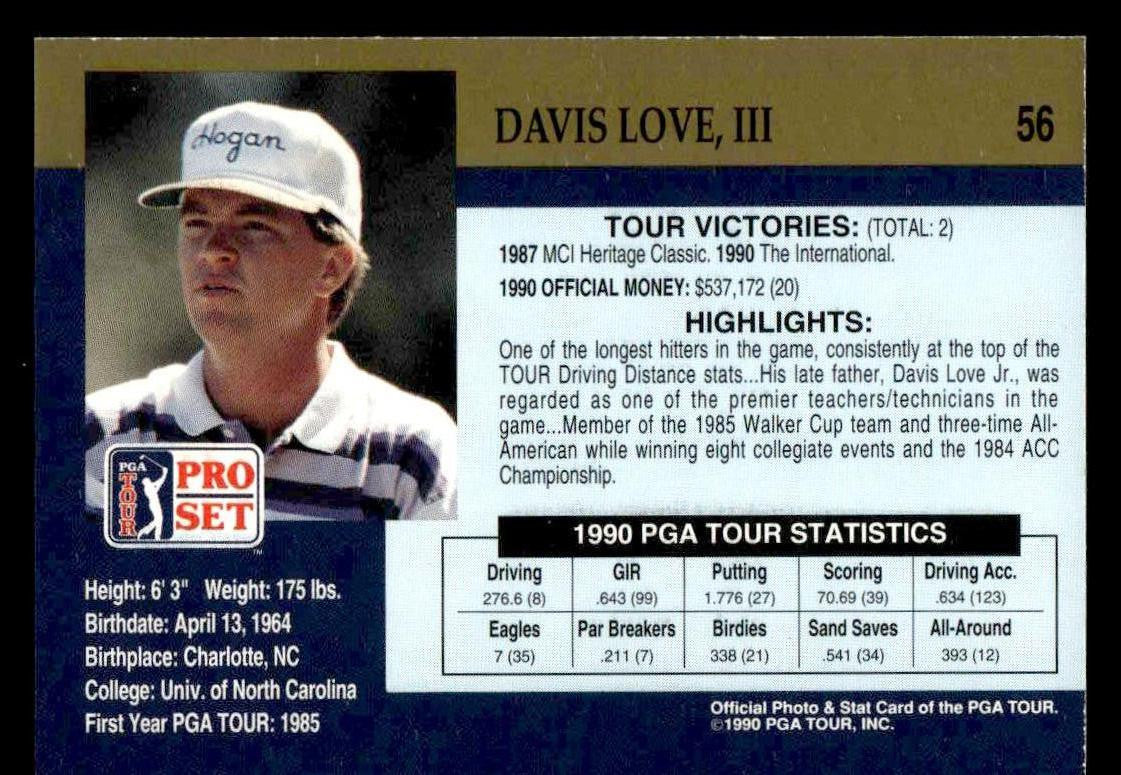 DAVIS LOVE, III
56
Hogan
TOUR VICTORIES: (TOTAL: 2)
1987 MCI Heritage Classic. 1990 The International.
1990 OFFICIAL MONEY: $537,172 (20)
HIGHLIGHTS:
One of the longest hitters in the game, consistently at the top of the
TOUR Driving Distance stats...His late father, Davis Love Jr., was
regarded as one of the premier teachers/technicians in the
game...Member of the 1985 Walker Cup team and three-time All-
American while winning eight collegiate events and the 1984 ACC
Championship.
PGA TOUR
PRO
SET
™
Height: 6' 3" Weight: 175 lbs.
Birthdate: April 13, 1964
Birthplace: Charlotte, NC
College: Univ. of North Carolina
First Year PGA TOUR: 1985
1990 PGA TOUR STATISTICS
Driving GIR Putting Scoring Driving Acc.
276.6 (8) .643 (99) 1.776 (27) 70.69 (39) .634 (123)
Eagles Par Breakers Birdies Sand Saves All-Around
7 (35) .211 (7) 338 (21) .541 (34) 393 (12)
Official Photo & Stat Card of the PGA TOUR.
©1990 PGA TOUR, INC.